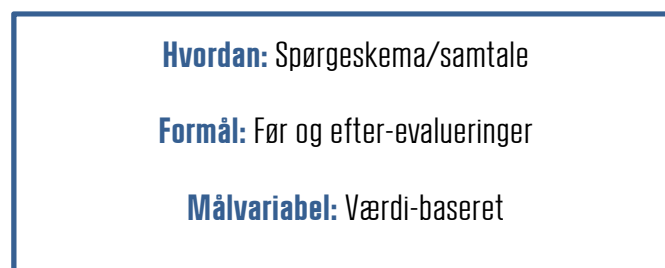 Hvordan: Spørgeskema/samtale
Formål: Før og efter-evalueringer
Målvariabel: Værdi-baseret